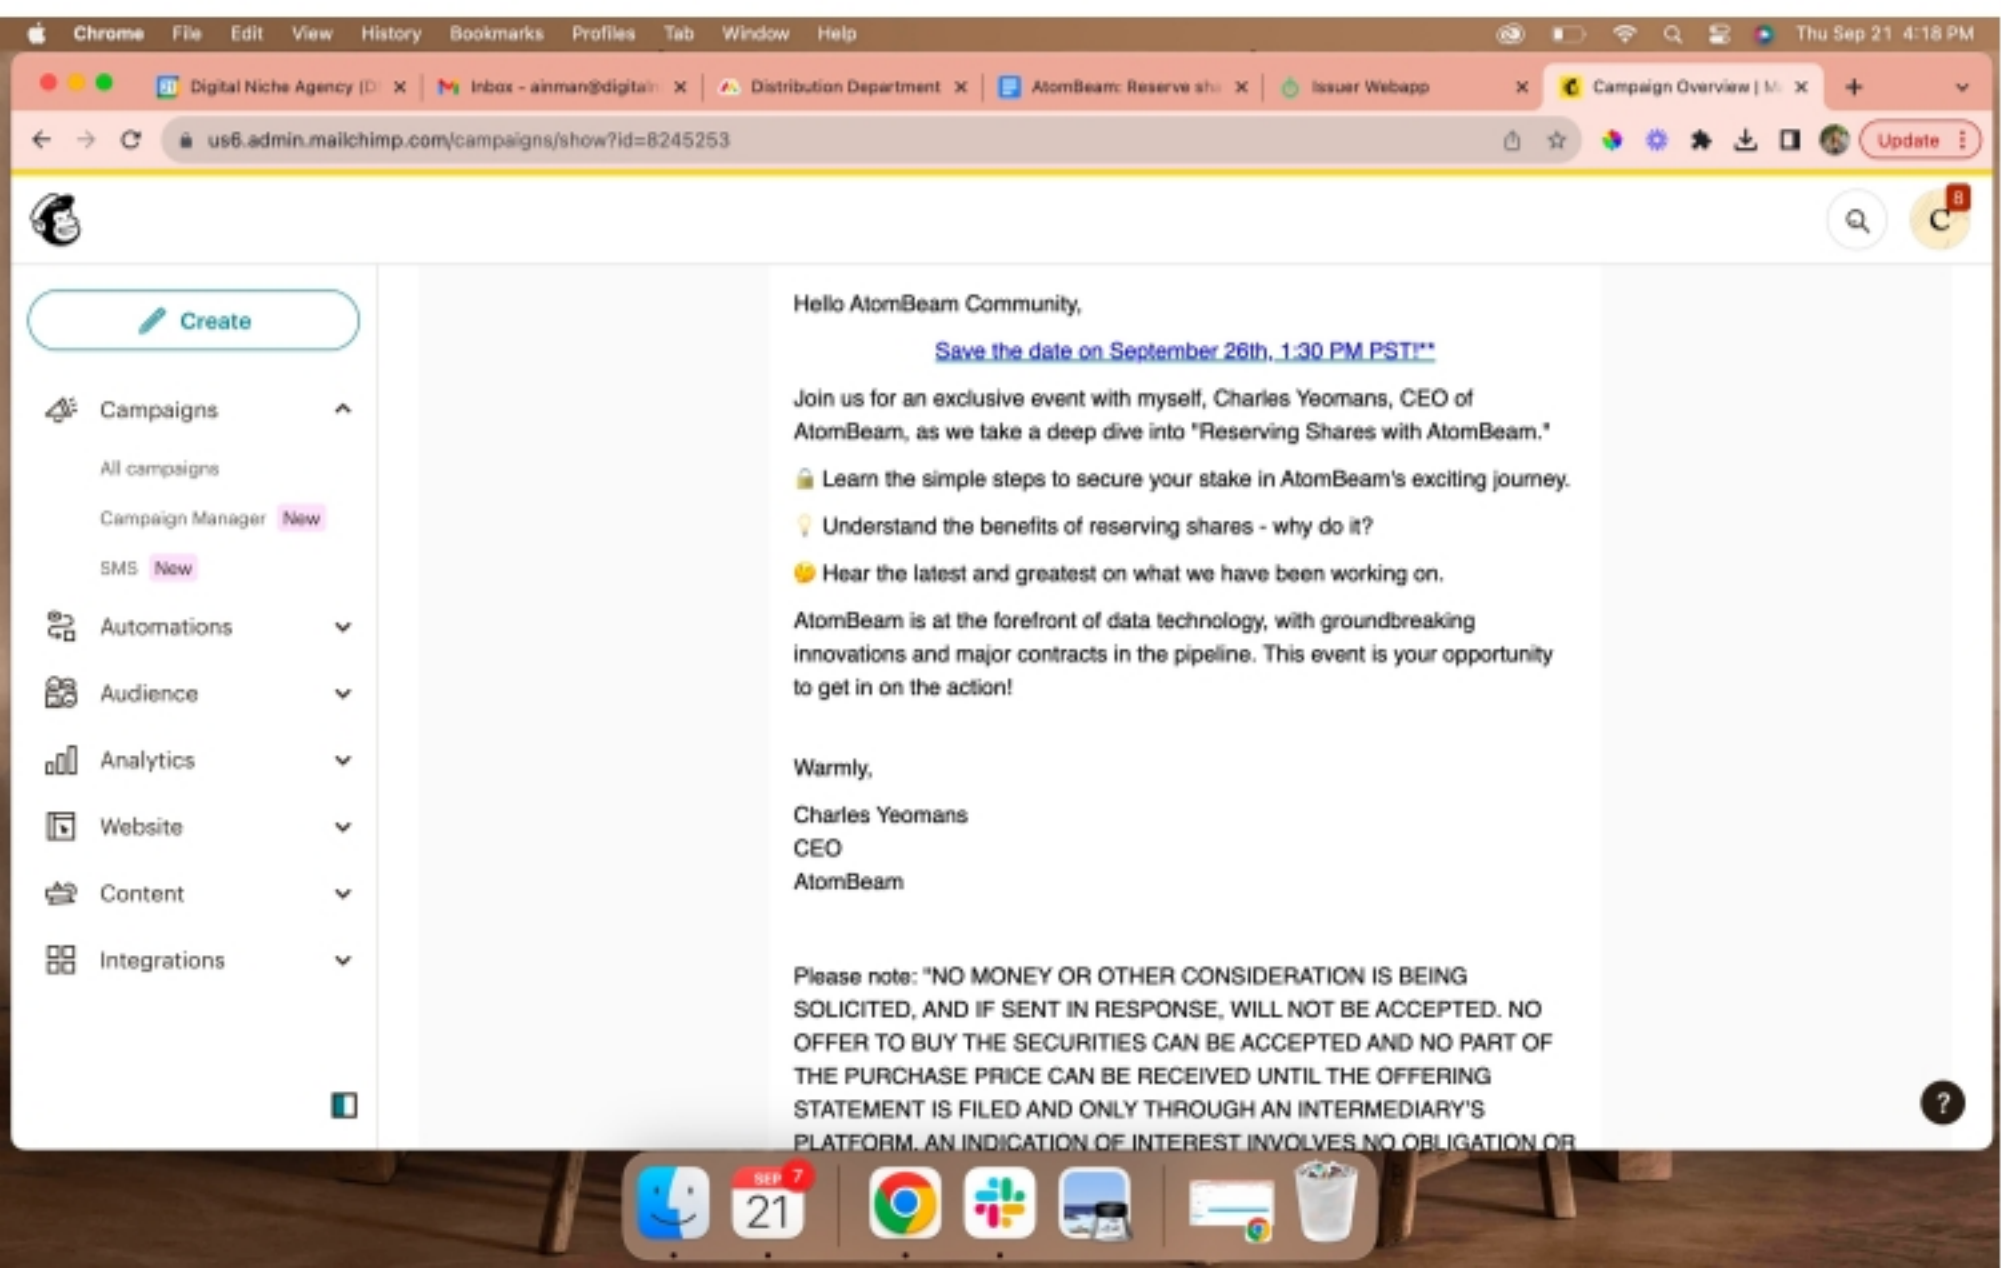 Chrome File Edit View History Bookmarks Profiles Tab Window Help Thu Sep 21 4:18 PM
Digital Niche Agency (D Inbox - ainman@digitaln Distribution Department AtomBeam: Reserve sha Issuer Webapp Campaign Overview | M
us6.admin.mailchimp.com/campaigns/show?id=8245253 Update
C 8
Create
Campaigns
All campaigns
Campaign Manager New
SMS New
Automations
Audience
Analytics
Website
Content
Integrations
Hello AtomBeam Community,
Save the date on September 26th, 1:30 PM PST!**
Join us for an exclusive event with myself, Charles Yeomans, CEO of
AtomBeam, as we take a deep dive into "Reserving Shares with AtomBeam."
🔒 Learn the simple steps to secure your stake in AtomBeam's exciting journey.
💡 Understand the benefits of reserving shares - why do it?
🤔 Hear the latest and greatest on what we have been working on.
AtomBeam is at the forefront of data technology, with groundbreaking
innovations and major contracts in the pipeline. This event is your opportunity
to get in on the action!
Warmly,
Charles Yeomans
CEO
AtomBeam
Please note: "NO MONEY OR OTHER CONSIDERATION IS BEING
SOLICITED, AND IF SENT IN RESPONSE, WILL NOT BE ACCEPTED. NO
OFFER TO BUY THE SECURITIES CAN BE ACCEPTED AND NO PART OF
THE PURCHASE PRICE CAN BE RECEIVED UNTIL THE OFFERING
STATEMENT IS FILED AND ONLY THROUGH AN INTERMEDIARY'S
PLATFORM. AN INDICATION OF INTEREST INVOLVES NO OBLIGATION OR
?
SEP 7
21